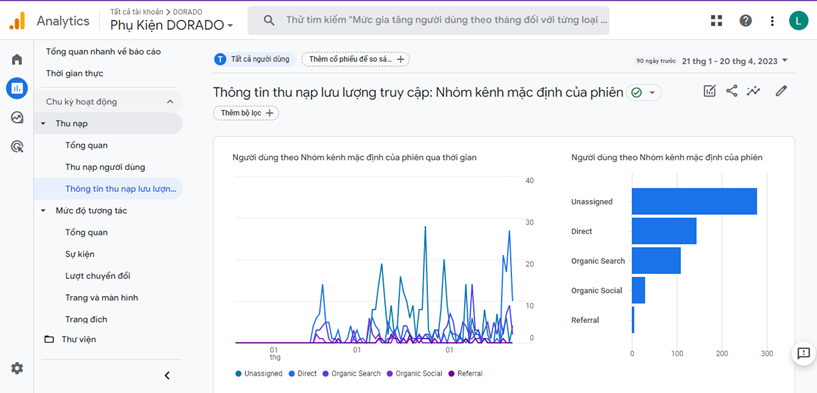 Analytics
Tất cả tài khoản > DORADO
Phụ Kiện DORADO
Thử tìm kiếm "Mức gia tăng người dùng theo tháng đối với từng loại ...
L
Tổng quan nhanh về báo cáo
Thời gian thực
Chu kỳ hoạt động
Thu nạp
Tổng quan
Thu nạp người dùng
Thông tin thu nạp lưu lượn...
Mức độ tương tác
Tổng quan
Sự kiện
Lượt chuyển đổi
Trang và màn hình
Trang đích
Thư viện
T Tất cả người dùng
Thêm cổ phiếu để so sá... +
90 ngày trước 21 thg 1 - 20 thg 4, 2023
Thông tin thu nạp lưu lượng truy cập: Nhóm kênh mặc định của phiên
Thêm bộ lọc +
Người dùng theo Nhóm kênh mặc định của phiên qua thời gian
40
30
20
10
0
01
thg
01
01
Unassigned Direct Organic Search Organic Social Referral
Người dùng theo Nhóm kênh mặc định của phiên
Unassigned
Direct
Organic Search
Organic Social
Referral
0 100 200 300